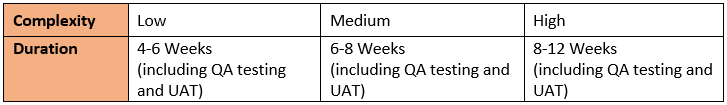 Complexity Low Medium High
Duration 4-6 Weeks 6-8 Weeks 8-12 Weeks
(including QA testing (including QA testing and (including QA testing and
and UAT) UAT) UAT)